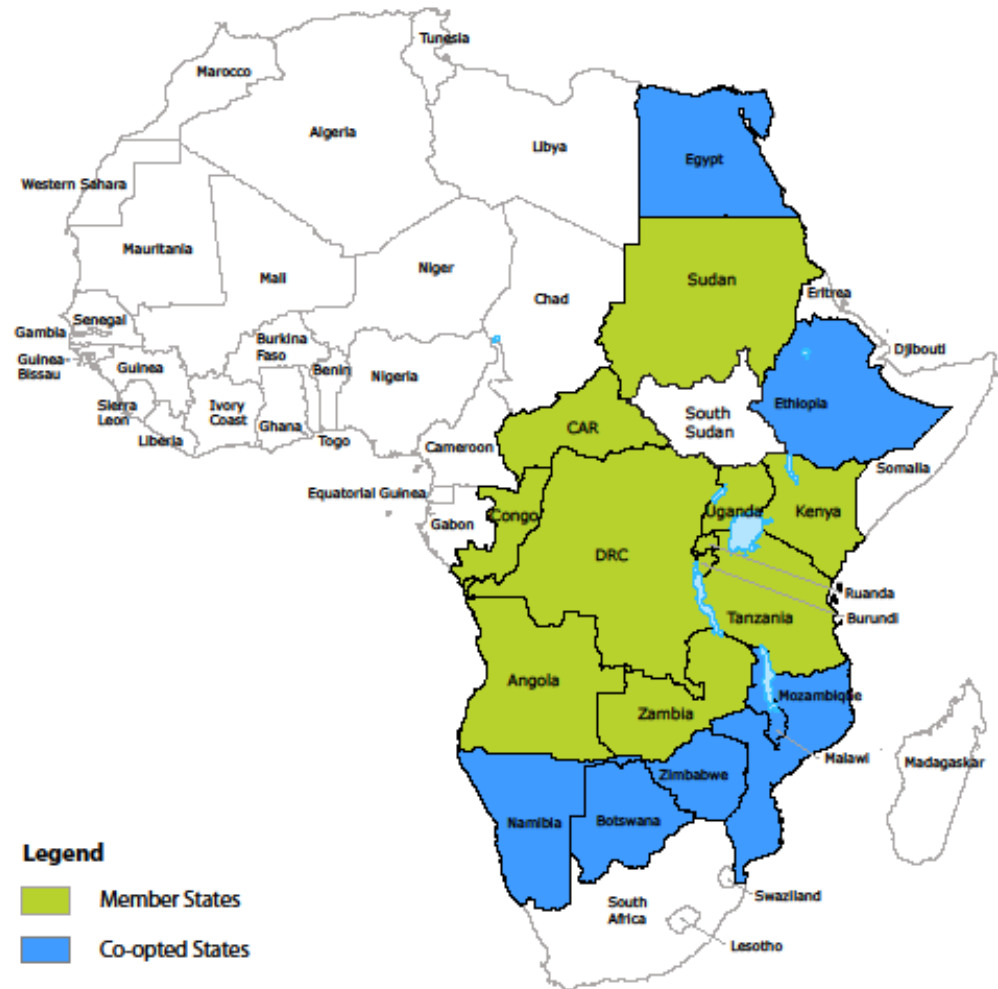 Tunesia
Marocco
Algeria
Libya
Egypt
Western Sahara
Mauritania
Mali
Niger
Chad
Sudan
Eritrea
Senegal
Gambia
Guinea-
Bissau
Guinea
Burkina
Faso
Benin
Nigeria
Djibouti
Sierra
Leon
Liberia
Ivory
Coast
Ghana
Togo
Cameroon
CAR
South
Sudan
Ethiopia
Somalia
Equatorial Guinea
Gabon
Congo
DRC
Uganda
Kenya
Ruanda
Burundi
Tanzania
Angola
Zambia
Mozambique
Malawi
Madagaskar
Zimbabwe
Namibia
Botswana
Swaziland
South
Africa
Lesotho
Legend
Member States
Co-opted States